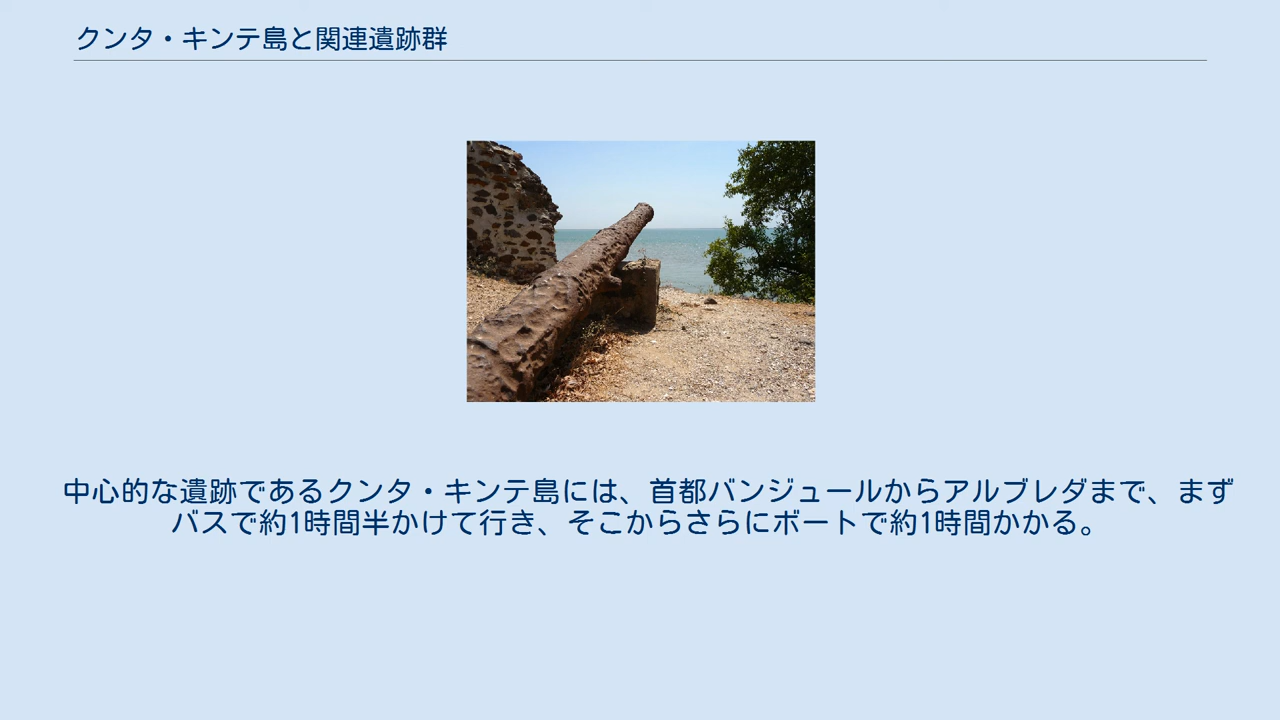 クンタ・キンテ島と関連遺跡群
中心的な遺跡であるクンタ・キンテ島には、首都バンジュールからアルブレダまで、まず
バスで約1時間半かけて行き、そこからさらにボートで約1時間かかる。